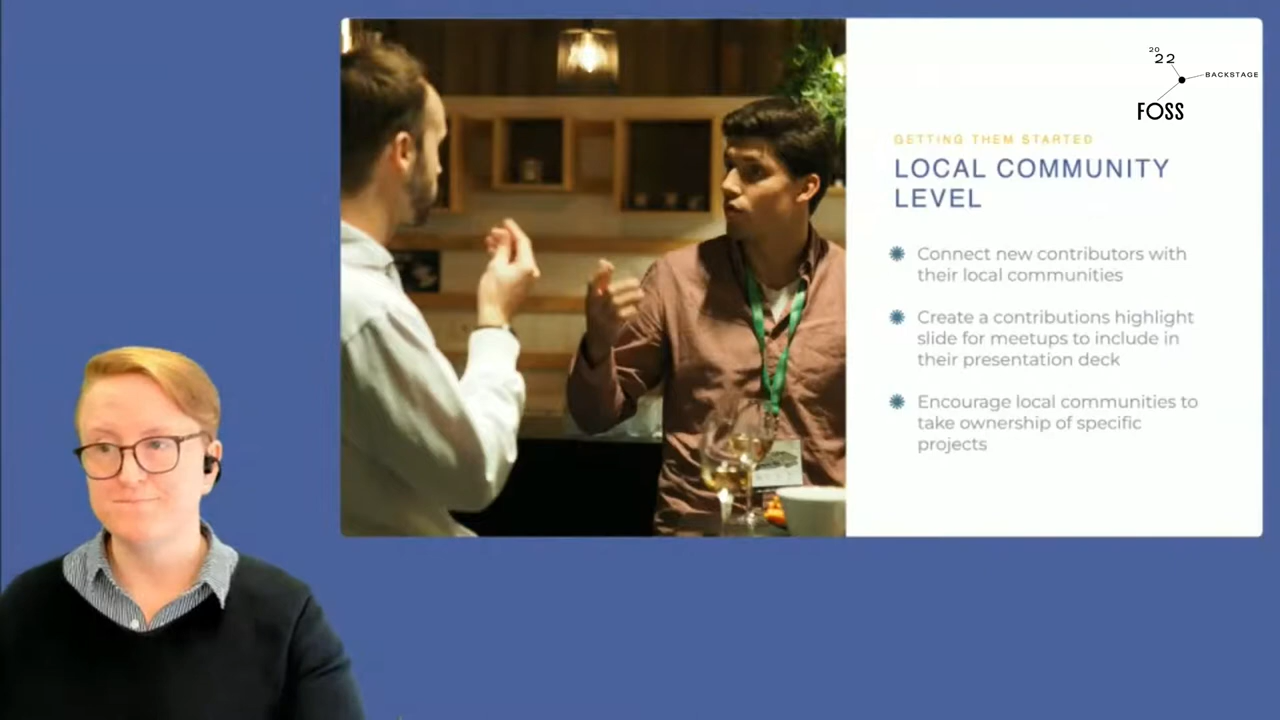 20
22
BACKSTAGE
FOSS
GETTING THEM STARTED
LOCAL COMMUNITY
LEVEL
Connect new contributors with
their local communities
Create a contributions highlight
slide for meetups to include in
their presentation deck
Encourage local communities to
take ownership of specific
projects